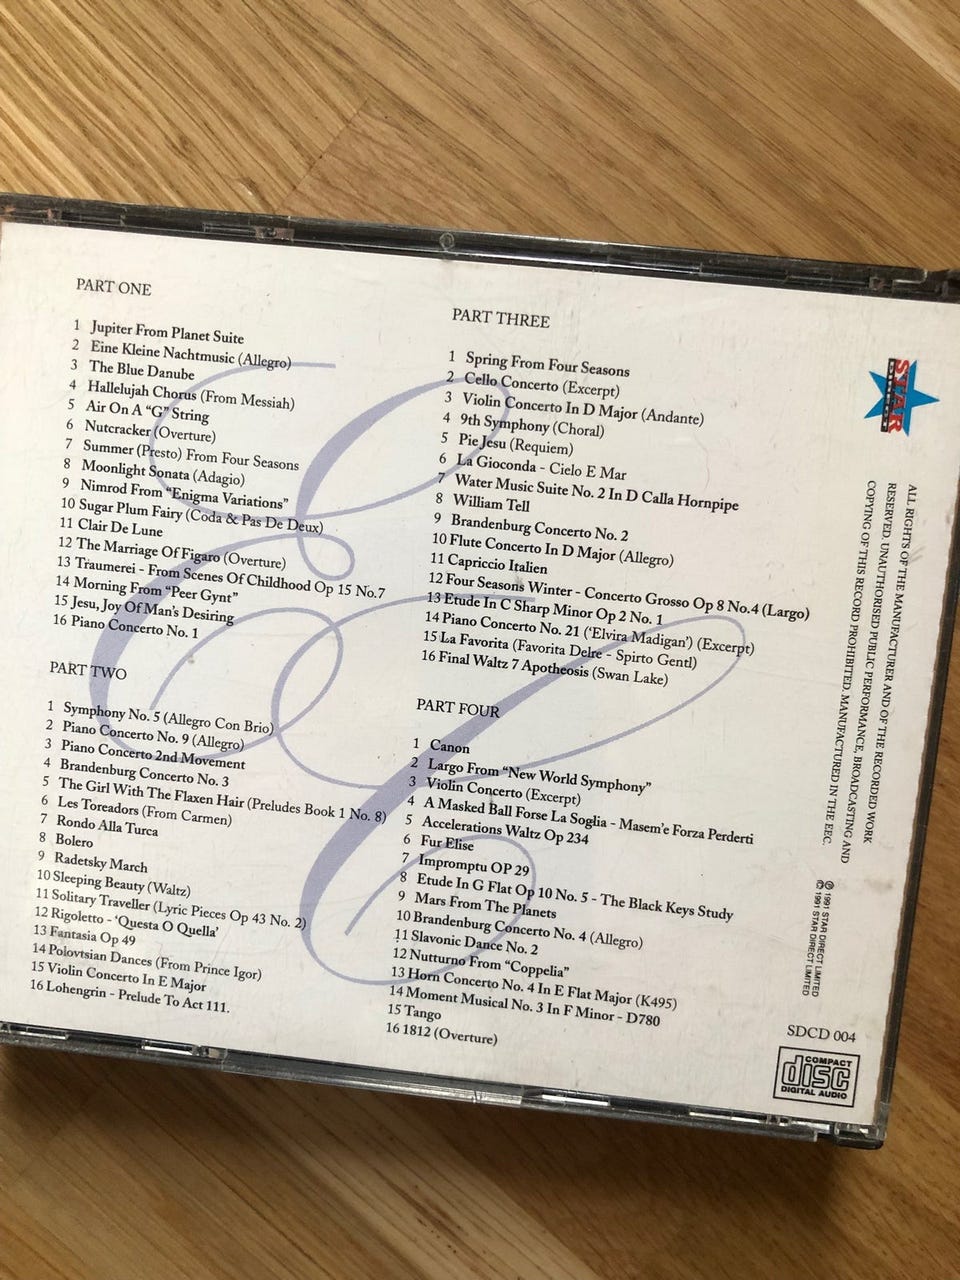 PART ONE
1 Jupiter From Planet Suite
2 Eine Kleine Nachtmusic (Allegro)
3 The Blue Danube
4 Hallelujah Chorus (From Messiah)
5 Air On A “G” String
6 Nutcracker (Overture)
7 Summer (Presto) From Four Seasons
8 Moonlight Sonata (Adagio)
9 Nimrod From “Enigma Variations”
10 Sugar Plum Fairy (Coda & Pas De Deux)
11 Clair De Lune
12 The Marriage Of Figaro (Overture)
13 Traumerei - From Scenes Of Childhood Op 15 No.7
14 Morning From “Peer Gynt”
15 Jesu, Joy Of Man's Desiring
16 Piano Concerto No. 1
PART TWO
1 Symphony No. 5 (Allegro Con Brio)
2 Piano Concerto No. 9 (Allegro)
3 Piano Concerto 2nd Movement
4 Brandenburg Concerto No. 3
5 The Girl With The Flaxen Hair (Preludes Book 1 No. 8)
6 Les Toreadors (From Carmen)
7 Rondo Alla Turca
8 Bolero
9 Radetsky March
10 Sleeping Beauty (Waltz)
11 Solitary Traveller (Lyric Pieces Op 43 No. 2)
12 Rigoletto - ‘Questa O Quella’
13 Fantasia Op 49
14 Polovtsian Dances (From Prince Igor)
15 Violin Concerto In E Major
16 Lohengrin - Prelude To Act 111.
PART THREE
1 Spring From Four Seasons
2 Cello Concerto (Excerpt)
3 Violin Concerto In D Major (Andante)
4 9th Symphony (Choral)
5 Pie Jesu (Requiem)
6 La Gioconda - Cielo E Mar
7 Water Music Suite No. 2 In D Calla Hornpipe
8 William Tell
9 Brandenburg Concerto No. 2
10 Flute Concerto In D Major (Allegro)
11 Capriccio Italien
12 Four Seasons Winter - Concerto Grosso Op 8 No.4 (Largo)
13 Etude In C Sharp Minor Op 2 No. 1
14 Piano Concerto No. 21 (‘Elvira Madigan’) (Excerpt)
15 La Favorita (Favorita Delre - Spirto Gentl)
16 Final Waltz 7 Apotheosis (Swan Lake)
PART FOUR
1 Canon
2 Largo From “New World Symphony”
3 Violin Concerto (Excerpt)
4 A Masked Ball Forse La Soglia - Masem'e Forza Perderti
5 Accelerations Waltz Op 234
6 Fur Elise
7 Impromptu OP 29
8 Etude In G Flat Op 10 No. 5 - The Black Keys Study
9 Mars From The Planets
10 Brandenburg Concerto No. 4 (Allegro)
11 Slavonic Dance No. 2
12 Nutturno From “Coppelia”
13 Horn Concerto No. 4 In E Flat Major (K495)
14 Moment Musical No. 3 In F Minor - D780
15 Tango
16 1812 (Overture)
STAR
ALL RIGHTS OF THE MANUFACTURER AND OF THE RECORDED WORK
RESERVED. UNAUTHORISED PUBLIC PERFORMANCE, BROADCASTING AND
COPYING OF THIS RECORD PROHIBITED. MANUFACTURED IN THE EEC.
℗ 1991 STAR DIRECT LIMITED
© 1991 STAR DIRECT LIMITED
SDCD 004
COMPACT
disc
DIGITAL AUDIO